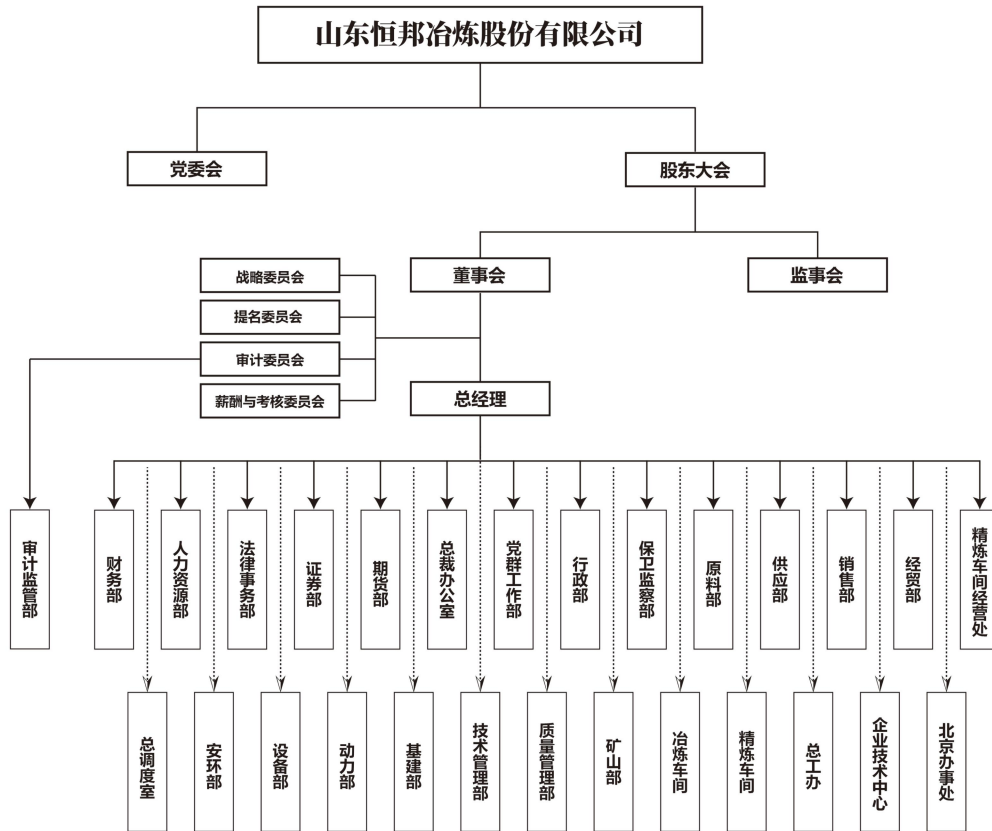 山东恒邦冶炼股份有限公司
党委会
股东大会
董事会
监事会
战略委员会
提名委员会
审计委员会
薪酬与考核委员会
总经理
审计监管部
财务部
人力资源部
法律事务部
证券部
期货部
总裁办公室
党群工作部
行政部
保卫监察部
原料部
供应部
销售部
经贸部
精炼车间经营处
总调度室
安环部
设备部
动力部
基建部
技术管理部
质量管理部
矿山部
冶炼车间
精炼车间
总工办
企业技术中心
北京办事处